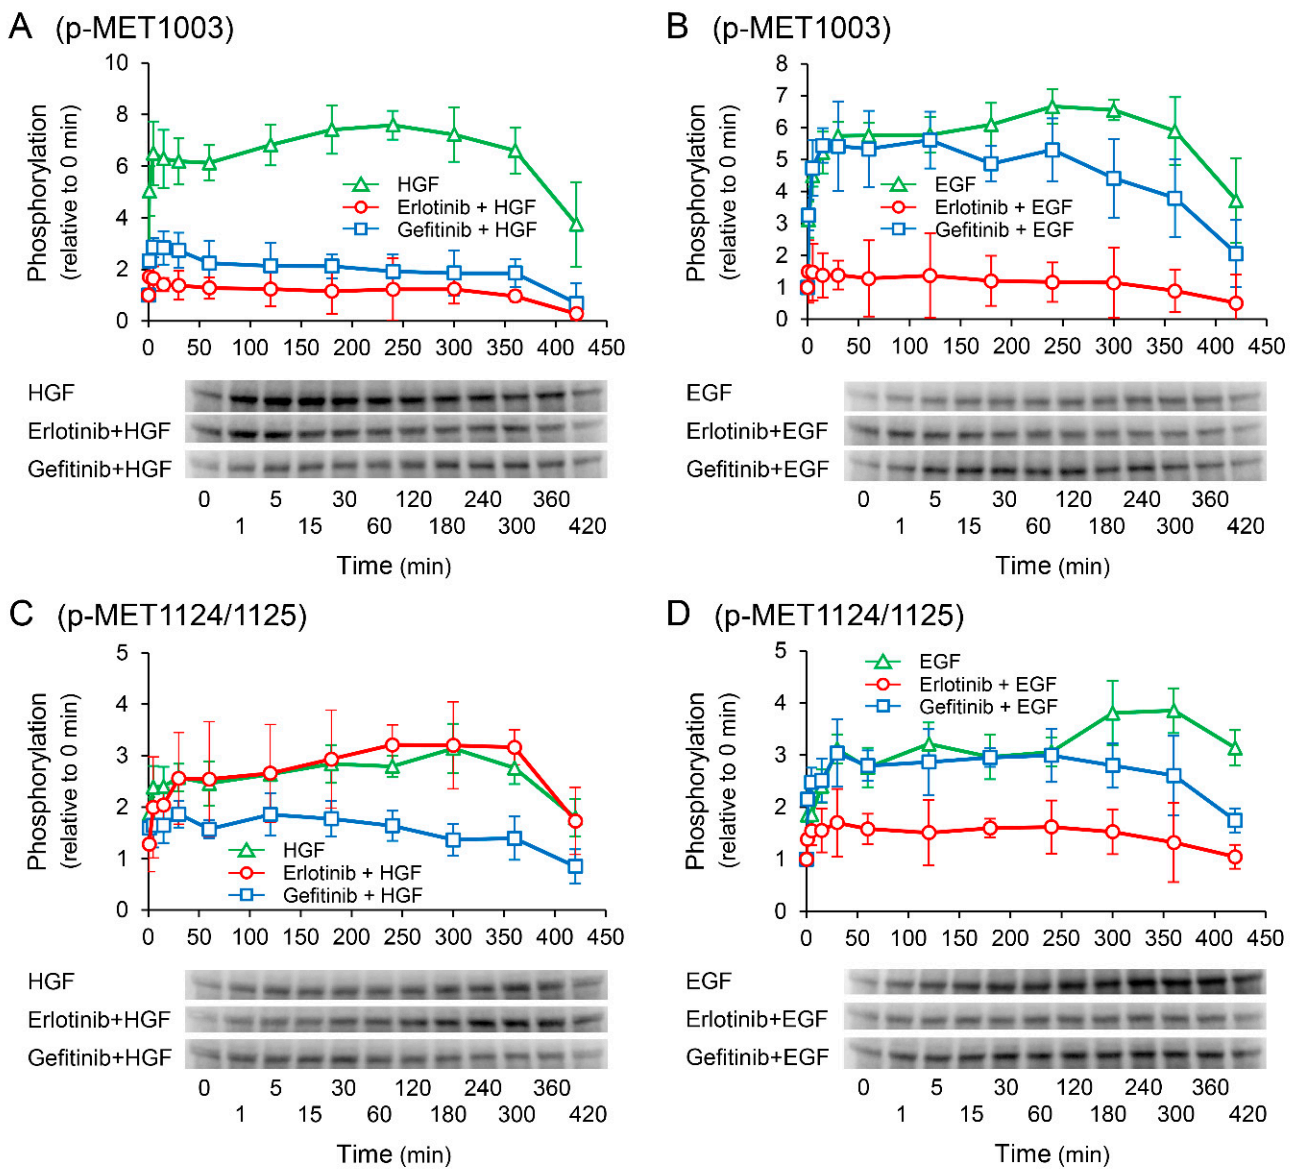 A (p-MET1003)
Phosphorylation
(relative to 0 min)
10
8
6
4
2
0
HGF
Erlotinib + HGF
Gefitinib + HGF
0 50 100 150 200 250 300 350 400 450
HGF
Erlotinib+HGF
Gefitinib+HGF
0 5 30 120 240 360
1 15 60 180 300 420
Time (min)
B (p-MET1003)
Phosphorylation
(relative to 0 min)
8
7
6
5
4
3
2
1
0
EGF
Erlotinib + EGF
Gefitinib + EGF
0 50 100 150 200 250 300 350 400 450
EGF
Erlotinib+EGF
Gefitinib+EGF
0 5 30 120 240 360
1 15 60 180 300 420
Time (min)
C (p-MET1124/1125)
Phosphorylation
(relative to 0 min)
5
4
3
2
1
0
HGF
Erlotinib + HGF
Gefitinib + HGF
0 50 100 150 200 250 300 350 400 450
HGF
Erlotinib+HGF
Gefitinib+HGF
0 5 30 120 240 360
1 15 60 180 300 420
Time (min)
D (p-MET1124/1125)
Phosphorylation
(relative to 0 min)
5
4
3
2
1
0
EGF
Erlotinib + EGF
Gefitinib + EGF
0 50 100 150 200 250 300 350 400 450
EGF
Erlotinib+EGF
Gefitinib+EGF
0 5 30 120 240 360
1 15 60 180 300 420
Time (min)